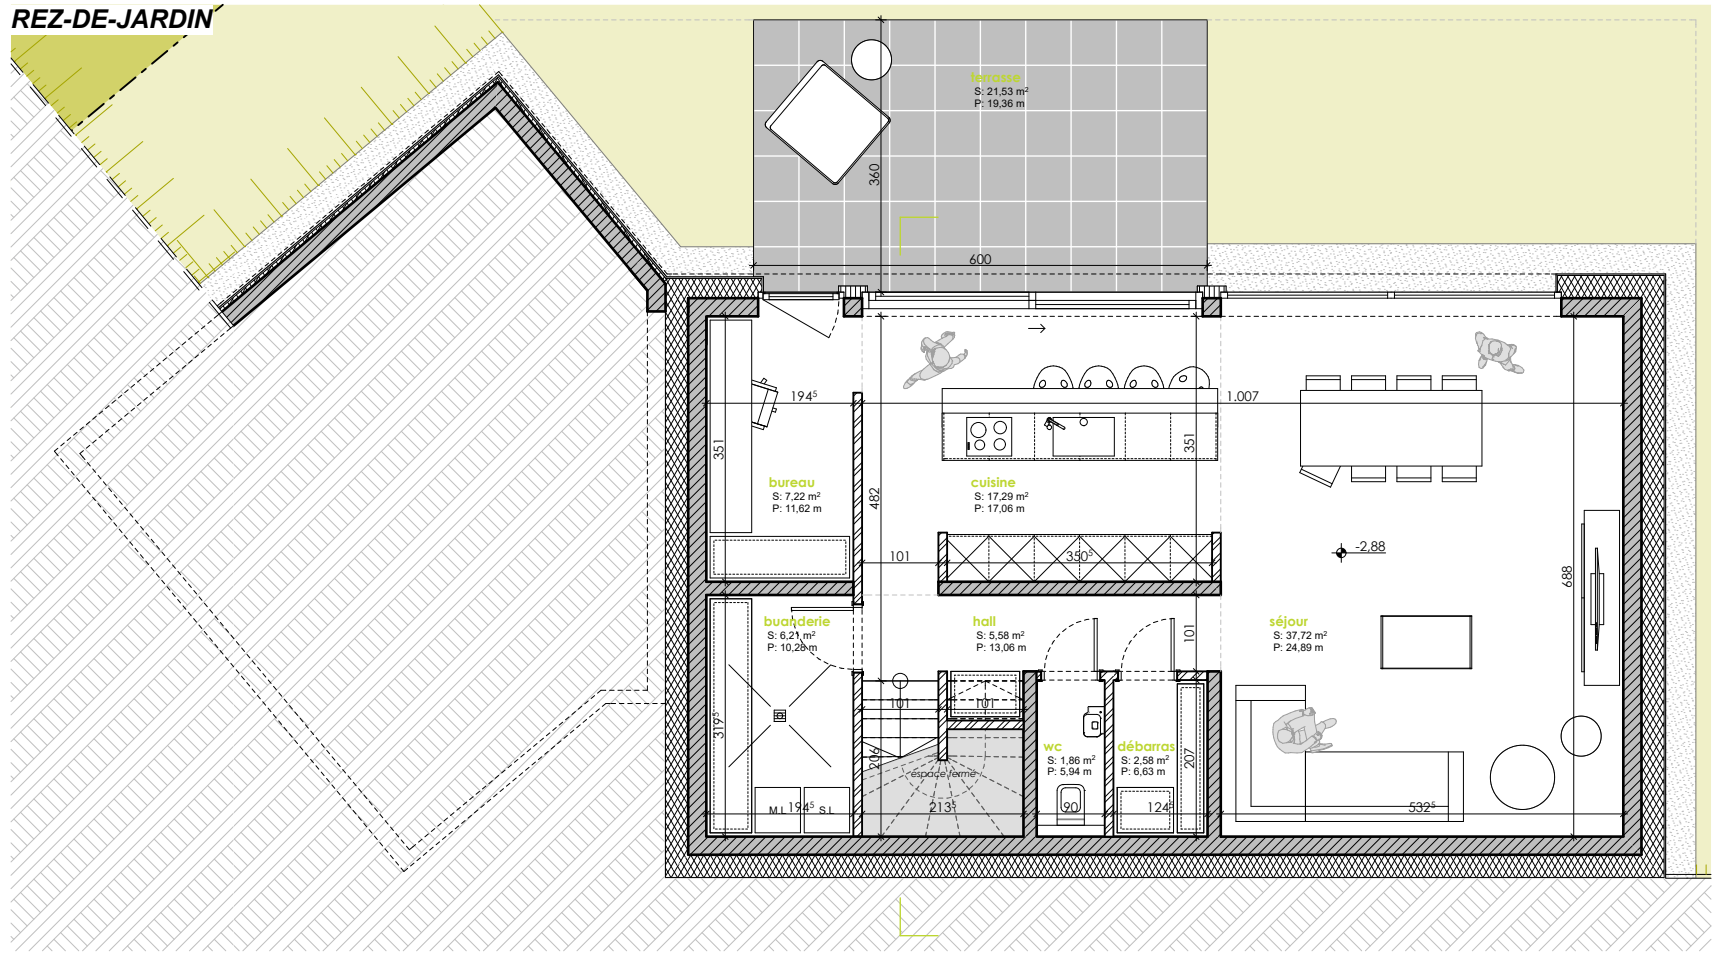 REZ-DE-JARDIN
terrasse
S: 21,53 m²
P: 19,36 m
360
600
194⁵
1.007
351
351
bureau
S: 7,22 m²
P: 11,62 m
cuisine
S: 17,29 m²
P: 17,06 m
482
101
350⁵
-2,88
688
buanderie
S: 6,21 m²
P: 10,28 m
hall
S: 5,58 m²
P: 13,06 m
101
séjour
S: 37,72 m²
P: 24,89 m
101
101
319⁵
206
espace fermé
wc
S: 1,86 m²
P: 5,94 m
débarras
S: 2,58 m²
P: 6,63 m
207
M.L
194⁵
S.L
213⁵
90
124⁵
532⁵